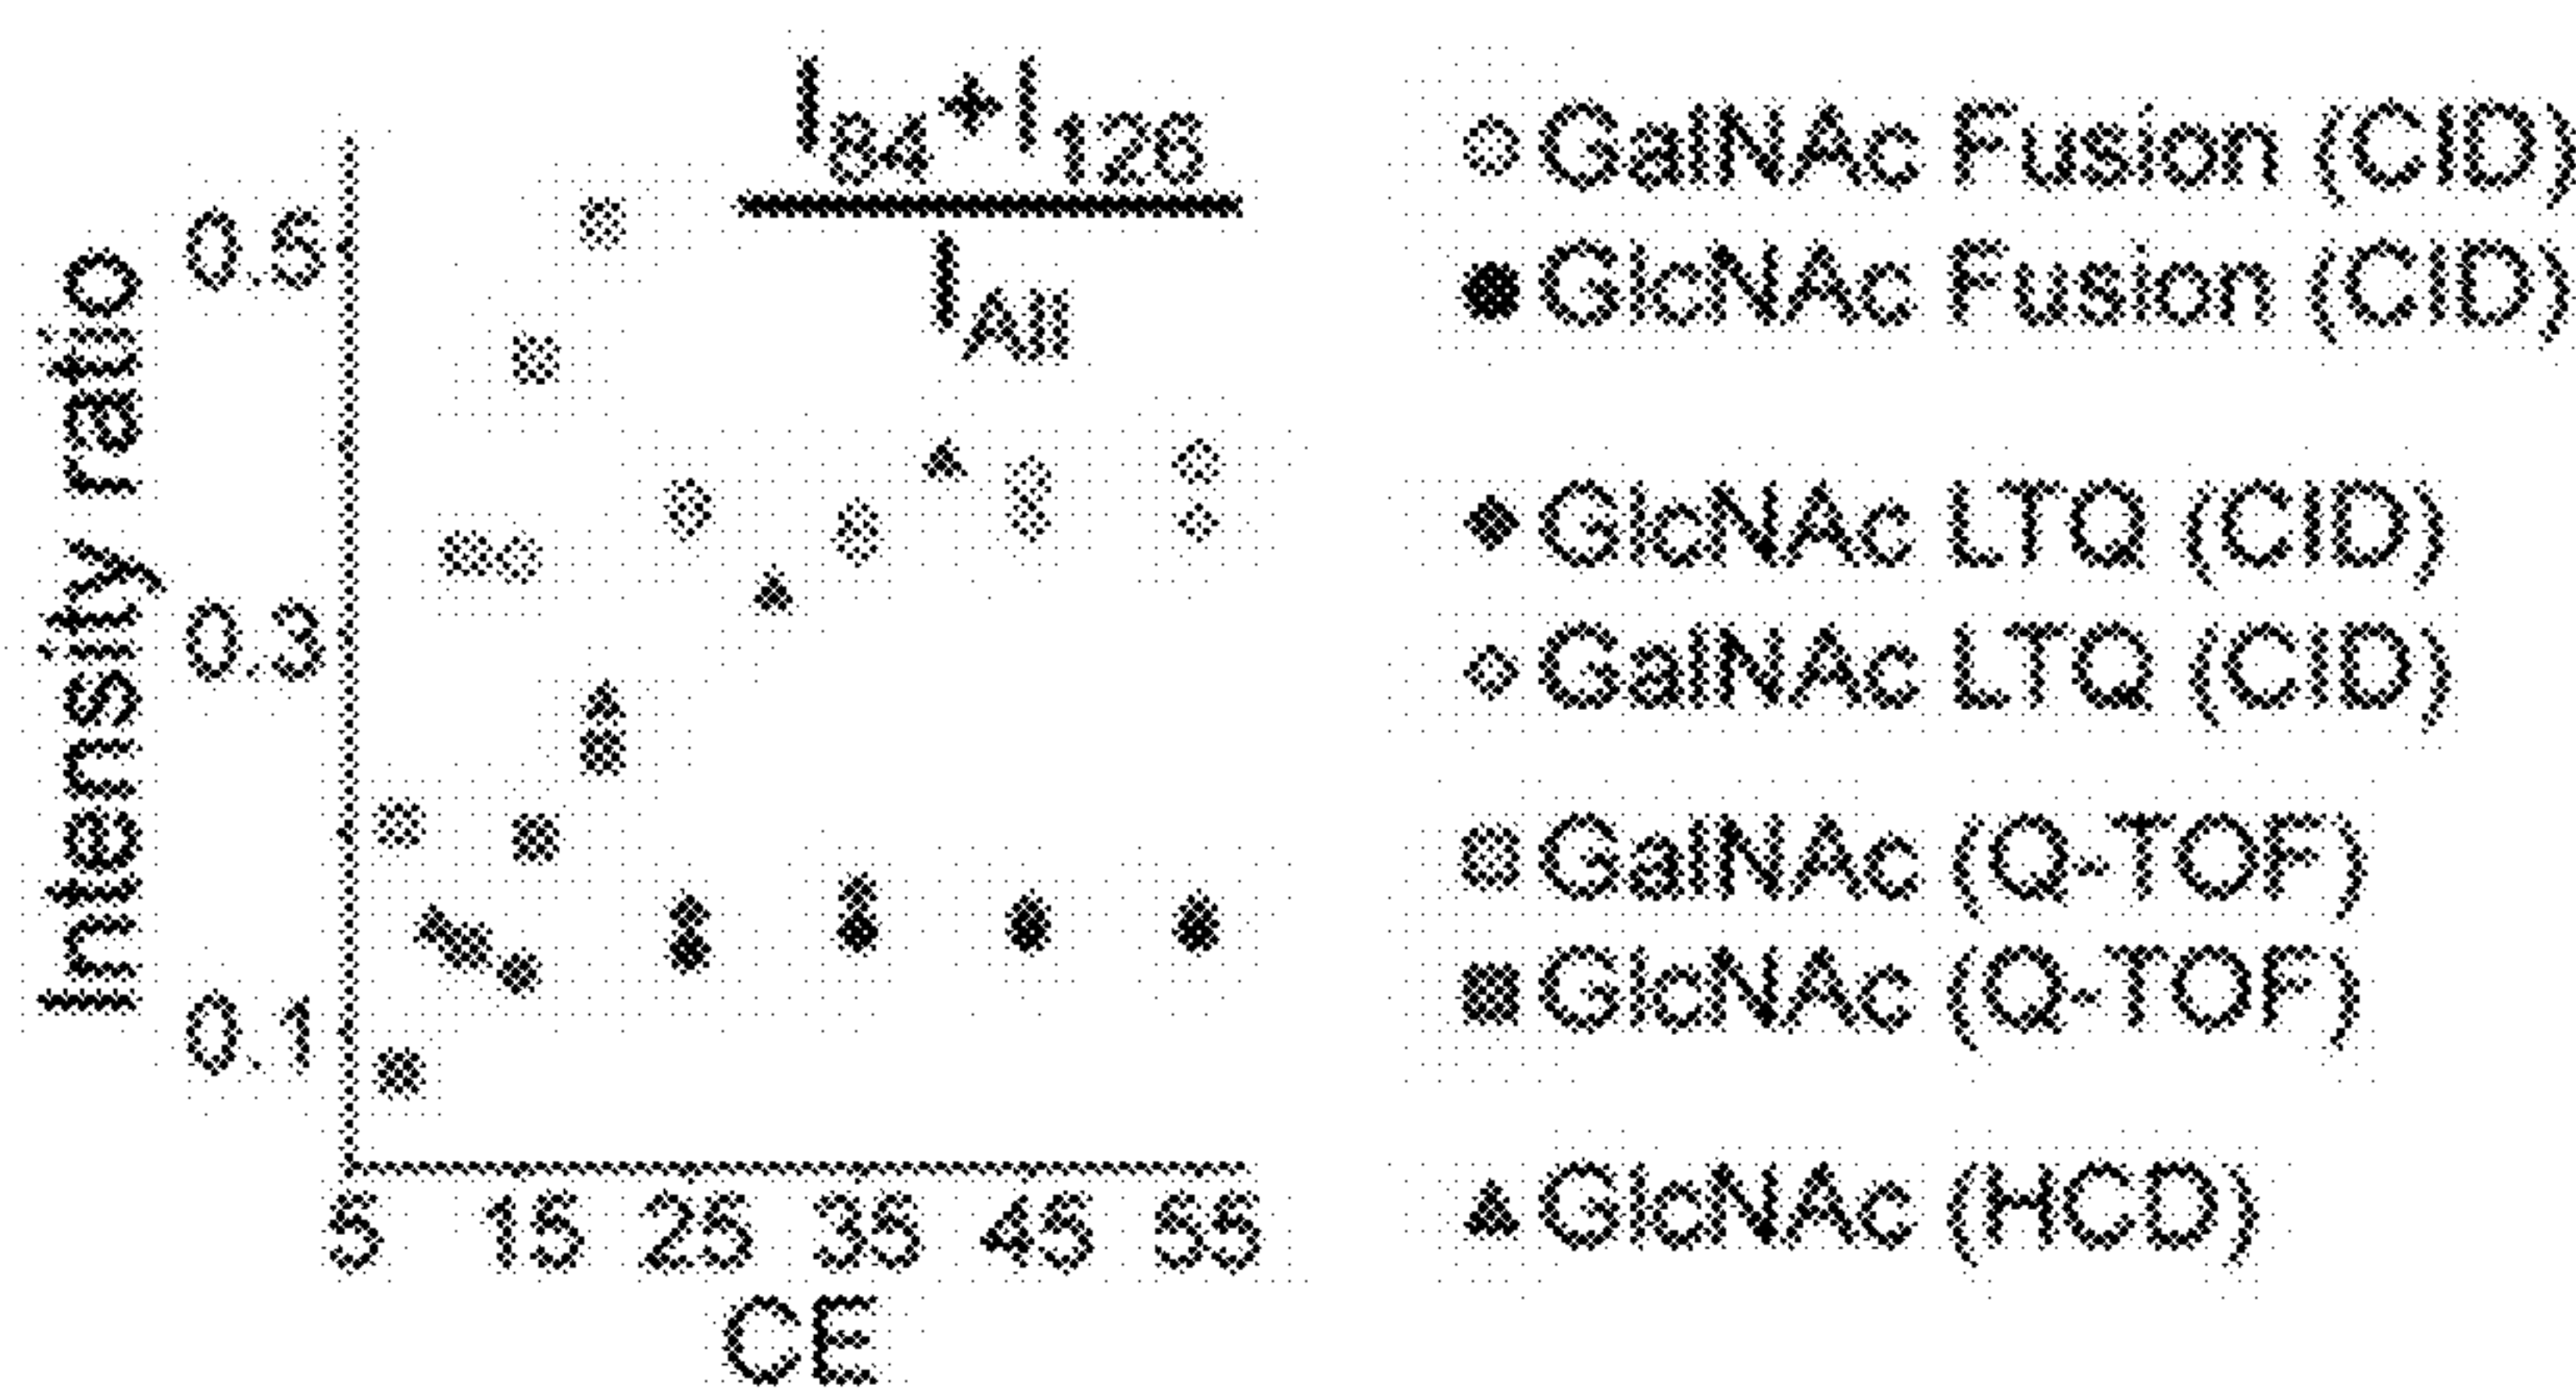 I84+I126
IAll
Intensity ratio
0.5
0.3
0.1
5 15 25 35 45 55
CE
GalNAc Fusion (CID)
GlcNAc Fusion (CID)
GlcNAc LTQ (CID)
GalNAc LTQ (CID)
GalNAc (Q-TOF)
GlcNAc (Q-TOF)
GlcNAc (HCD)